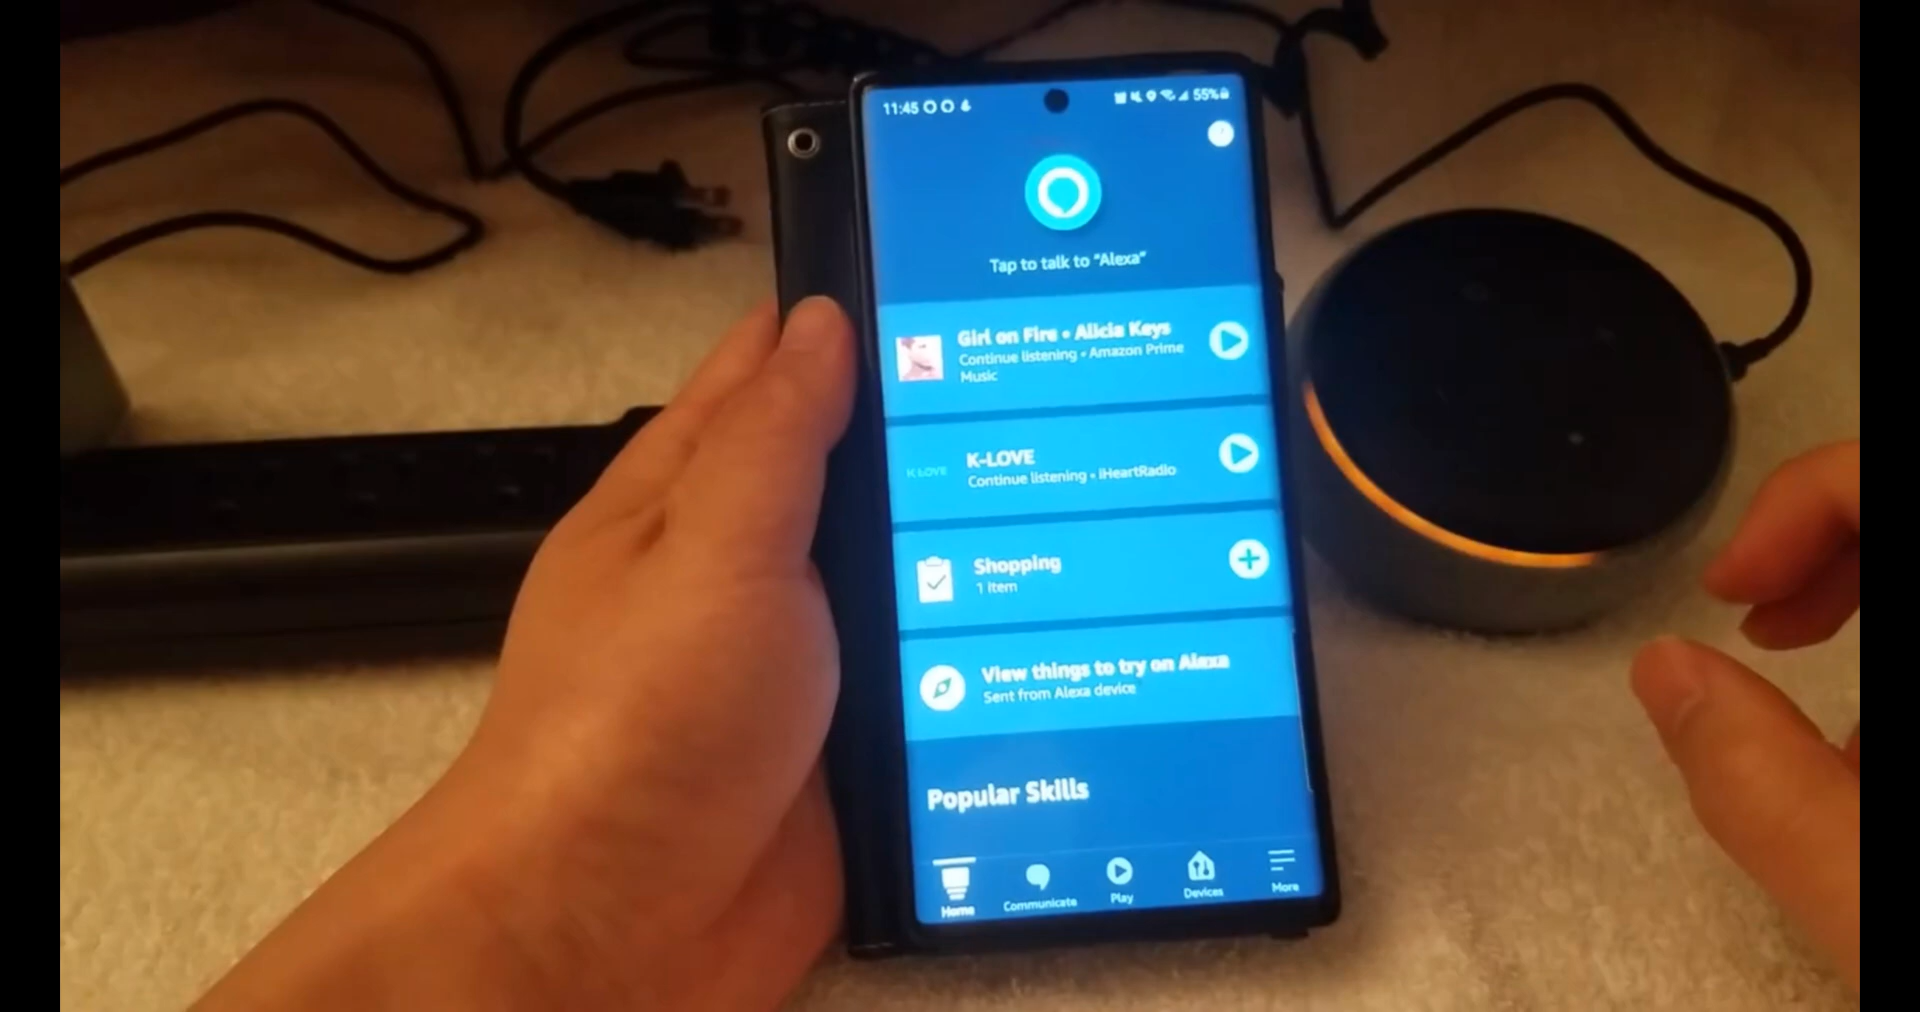 11:45
55%
Tap to talk to "Alexa"
Girl on Fire • Alicia Keys
Continue listening • Amazon Prime
Music
K-LOVE
K-LOVE
Continue listening • iHeartRadio
Shopping
1 item
View things to try on Alexa
Sent from Alexa device
Popular Skills
Home
Communicate
Play
Devices
More